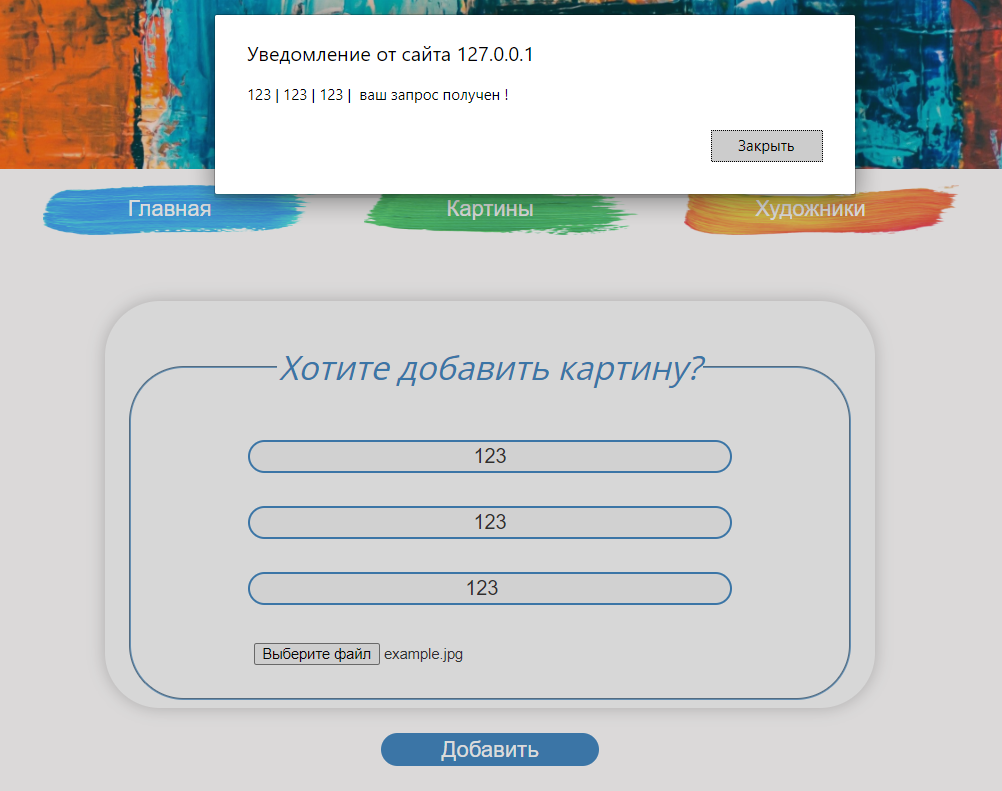 Уведомление от сайта 127.0.0.1
123 | 123 | 123 |  ваш запрос получен !
Закрыть
Главная
Картины
Художники
Хотите добавить картину?
123
123
123
Выберите файл example.jpg
Добавить